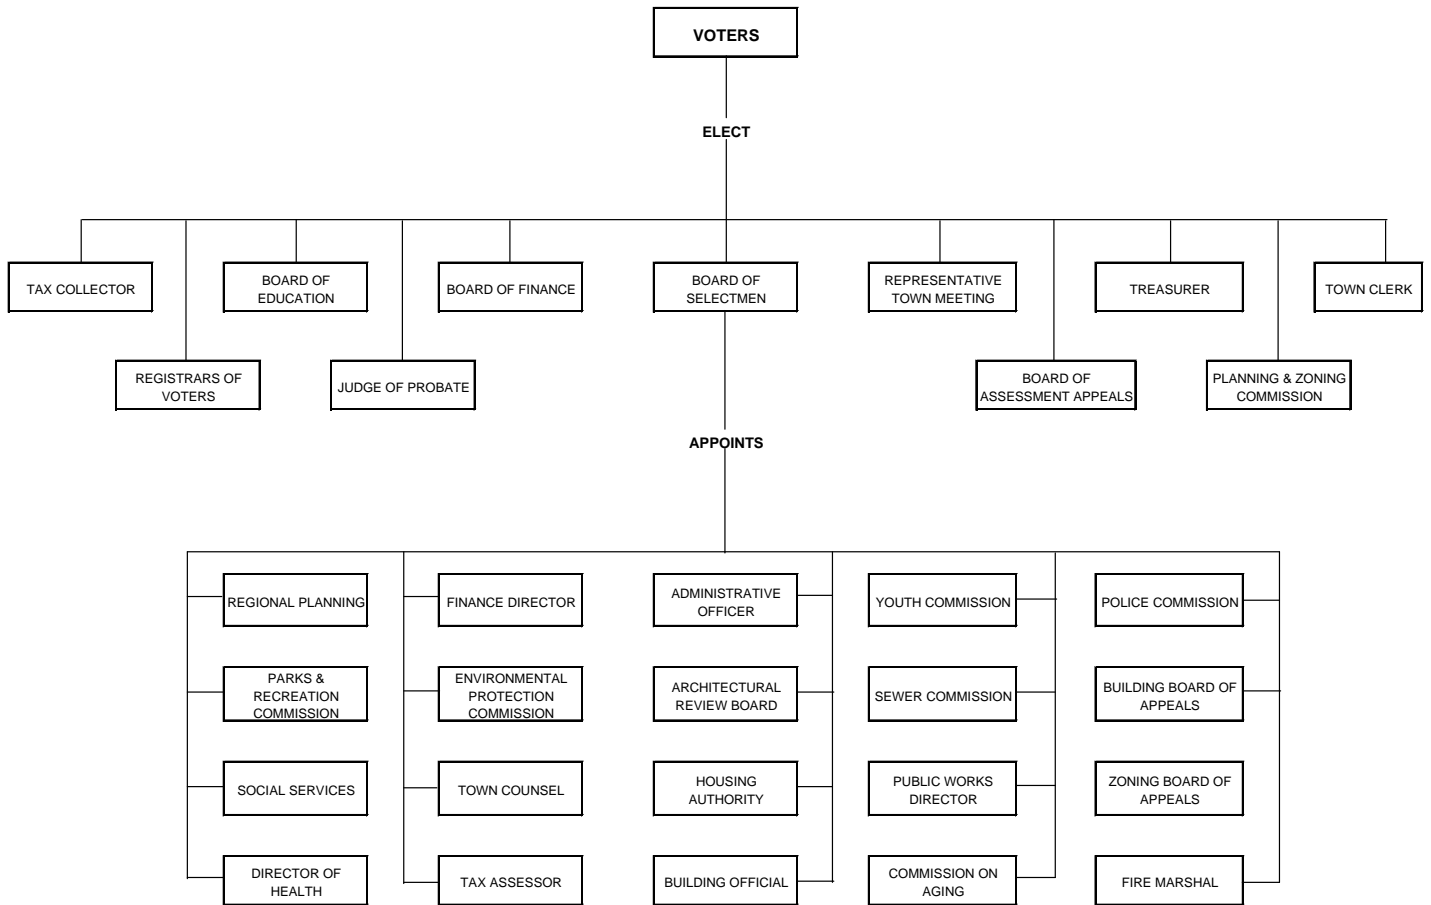 VOTERS
ELECT
TAX COLLECTOR
BOARD OF
EDUCATION
BOARD OF FINANCE
BOARD OF
SELECTMEN
REPRESENTATIVE
TOWN MEETING
TREASURER
TOWN CLERK
REGISTRARS OF
VOTERS
JUDGE OF PROBATE
BOARD OF
ASSESSMENT APPEALS
PLANNING & ZONING
COMMISSION
APPOINTS
REGIONAL PLANNING
FINANCE DIRECTOR
ADMINISTRATIVE
OFFICER
YOUTH COMMISSION
POLICE COMMISSION
PARKS &
RECREATION
COMMISSION
ENVIRONMENTAL
PROTECTION
COMMISSION
ARCHITECTURAL
REVIEW BOARD
SEWER COMMISSION
BUILDING BOARD OF
APPEALS
SOCIAL SERVICES
TOWN COUNSEL
HOUSING
AUTHORITY
PUBLIC WORKS
DIRECTOR
ZONING BOARD OF
APPEALS
DIRECTOR OF
HEALTH
TAX ASSESSOR
BUILDING OFFICIAL
COMMISSION ON
AGING
FIRE MARSHAL